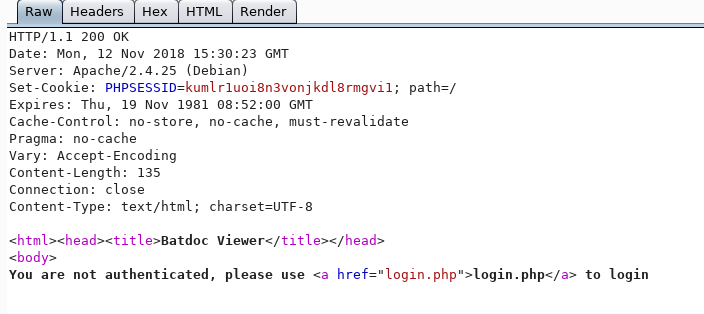 Raw Headers Hex HTML Render
HTTP/1.1 200 OK
Date: Mon, 12 Nov 2018 15:30:23 GMT
Server: Apache/2.4.25 (Debian)
Set-Cookie: PHPSESSID=kumlr1uoi8n3vonjkdl8rmgvi1; path=/
Expires: Thu, 19 Nov 1981 08:52:00 GMT
Cache-Control: no-store, no-cache, must-revalidate
Pragma: no-cache
Vary: Accept-Encoding
Content-Length: 135
Connection: close
Content-Type: text/html; charset=UTF-8
<html><head><title>Batdoc Viewer</title></head>
<body>
You are not authenticated, please use <a href="login.php">login.php</a> to login